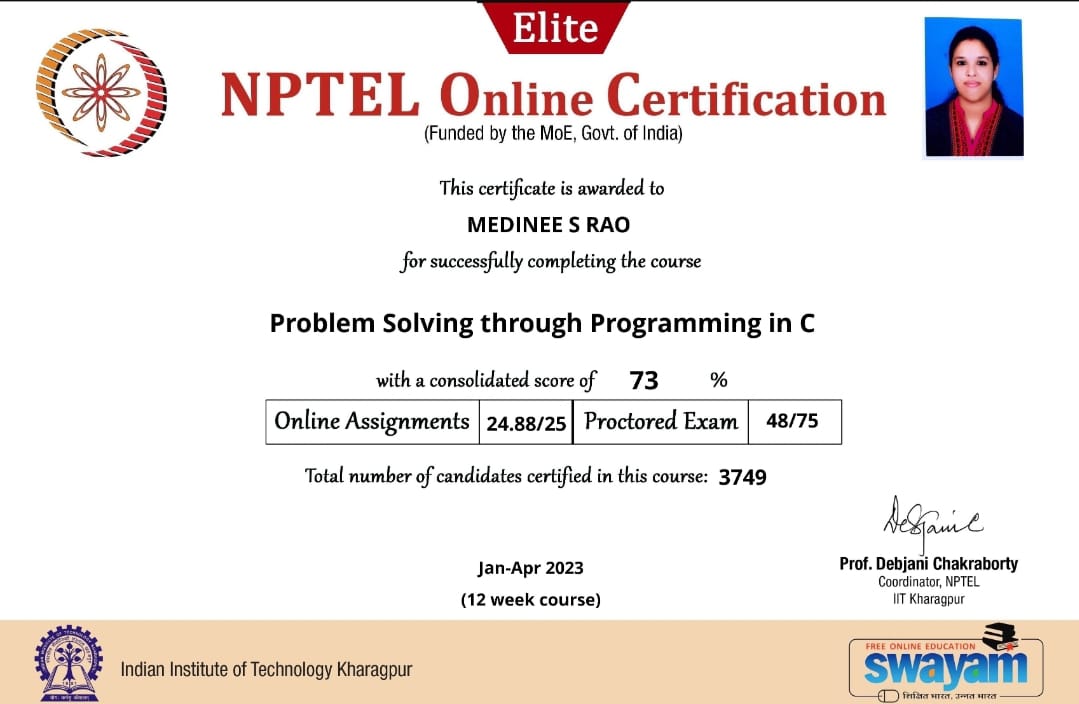 Elite
NPTEL Online Certification
(Funded by the MoE, Govt. of India)
This certificate is awarded to
MEDINEE S RAO
for successfully completing the course
Problem Solving through Programming in C
with a consolidated score of 73 %
Online Assignments 24.88/25 Proctored Exam 48/75
Total number of candidates certified in this course: 3749
Jan-Apr 2023
(12 week course)
Prof. Debjani Chakraborty
Coordinator, NPTEL
IIT Kharagpur
Indian Institute of Technology Kharagpur
FREE ONLINE EDUCATION
swayam
शिक्षित भारत, उन्नत भारत